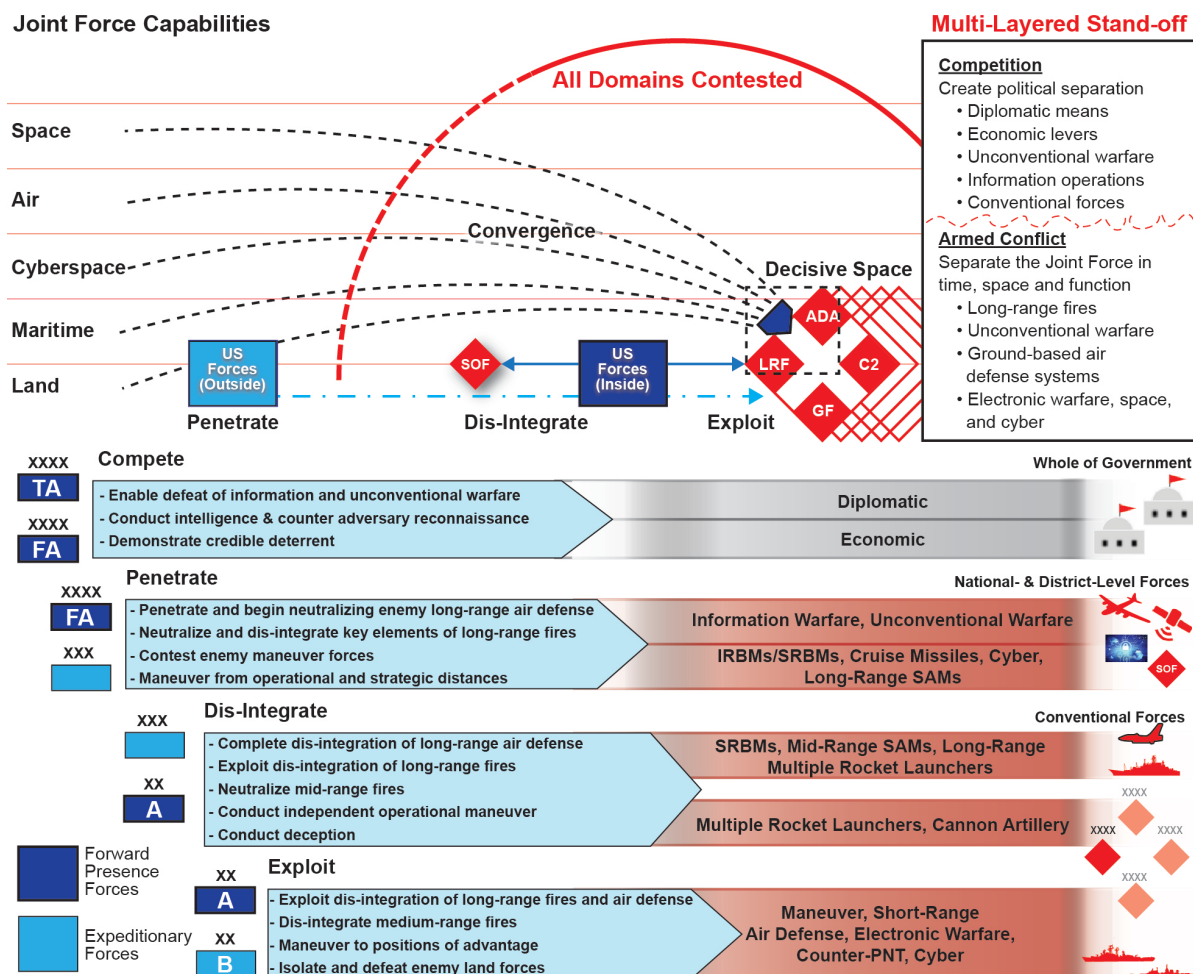 Joint Force Capabilities
Multi-Layered Stand-off
All Domains Contested
Space
Air
Cyberspace
Maritime
Land
Convergence
Decisive Space
US
Forces
(Outside)
SOF
US
Forces
(Inside)
ADA
LRF
C2
GF
Penetrate
Dis-Integrate
Exploit
Competition
Create political separation
• Diplomatic means
• Economic levers
• Unconventional warfare
• Information operations
• Conventional forces
Armed Conflict
Separate the Joint Force in
time, space and function
• Long-range fires
• Unconventional warfare
• Ground-based air
defense systems
• Electronic warfare, space,
and cyber
XXXX
TA
XXXX
FA
Compete
- Enable defeat of information and unconventional warfare
- Conduct intelligence & counter adversary reconnaissance
- Demonstrate credible deterrent
Diplomatic
Economic
Whole of Government
XXXX
FA
XXX
Penetrate
- Penetrate and begin neutralizing enemy long-range air defense
- Neutralize and dis-integrate key elements of long-range fires
- Contest enemy maneuver forces
- Maneuver from operational and strategic distances
Information Warfare, Unconventional Warfare
IRBMs/SRBMs, Cruise Missiles, Cyber,
Long-Range SAMs
National- & District-Level Forces
SOF
XXX
XX
A
Dis-Integrate
- Complete dis-integration of long-range air defense
- Exploit dis-integration of long-range fires
- Neutralize mid-range fires
- Conduct independent operational maneuver
- Conduct deception
SRBMs, Mid-Range SAMs, Long-Range
Multiple Rocket Launchers
Multiple Rocket Launchers, Cannon Artillery
Conventional Forces
XXXX
XXXX
XXXX
XXXX
Forward
Presence
Forces
Expeditionary
Forces
XX
A
XX
B
Exploit
- Exploit dis-integration of long-range fires and air defense
- Dis-integrate medium-range fires
- Maneuver to positions of advantage
- Isolate and defeat enemy land forces
Maneuver, Short-Range
Air Defense, Electronic Warfare,
Counter-PNT, Cyber